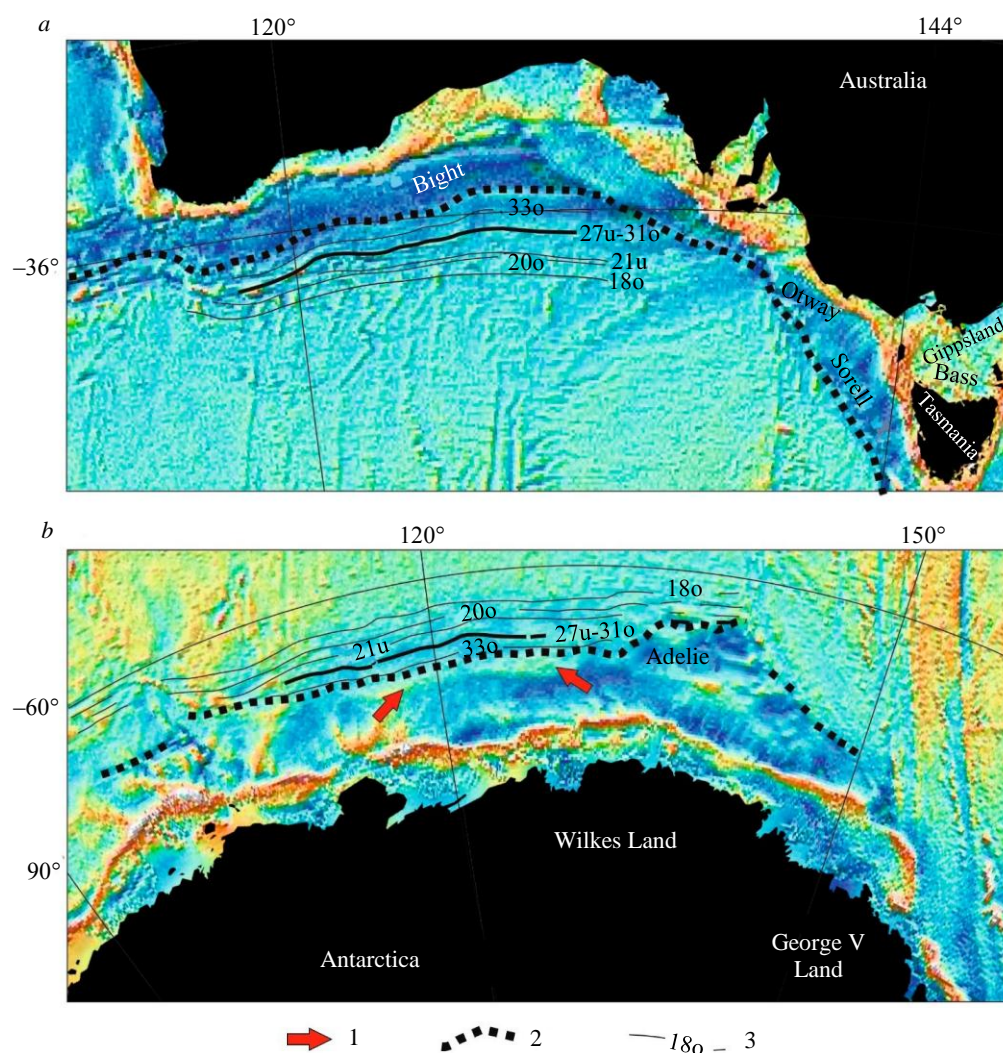 a
120°
144°
Australia
Bight
33o
27u-31o
–36°
20o
21u
18o
Otway
Gippsland
Bass
Sorell
Tasmania
b
120°
150°
18o
20o
27u-31o
21u
33o
Adelie
–60°
Wilkes Land
90°
George V
Land
Antarctica
1
2
18o
3